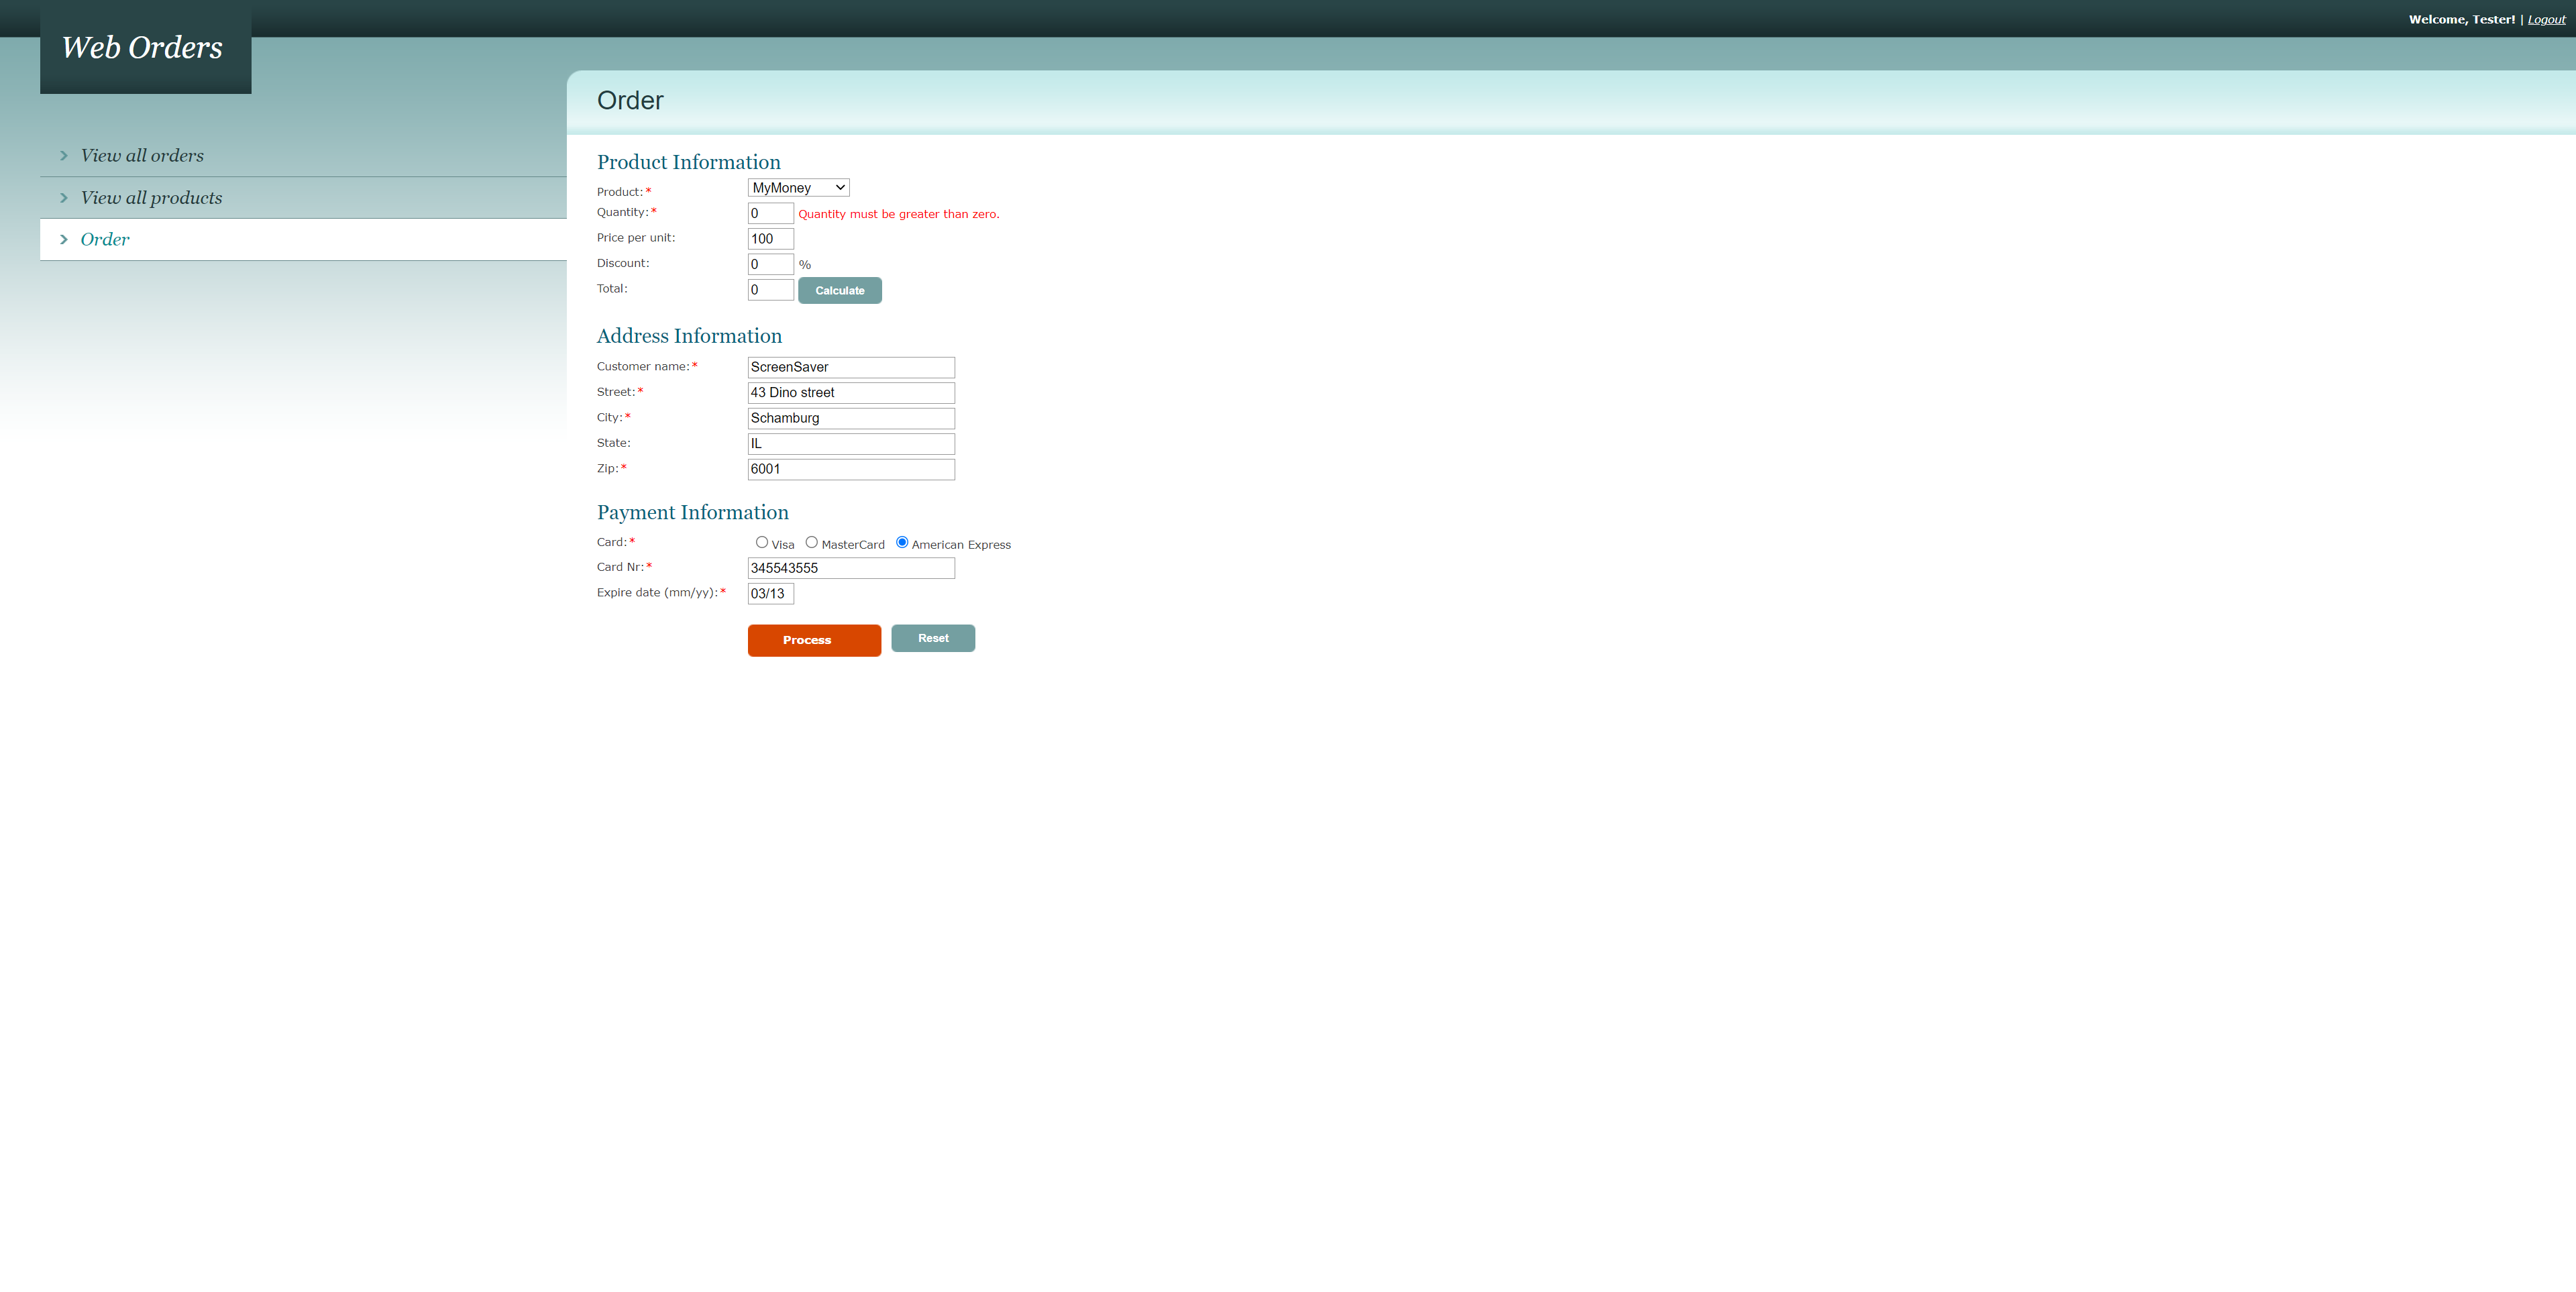 Welcome, Tester! | Logout
Web Orders
View all orders
View all products
Order
Order
Product Information
Product:* MyMoney
Quantity:* 0 Quantity must be greater than zero.
Price per unit: 100
Discount: 0 %
Total: 0 Calculate
Address Information
Customer name:* ScreenSaver
Street:* 43 Dino street
City:* Schamburg
State: IL
Zip:* 6001
Payment Information
Card:* Visa MasterCard American Express
Card Nr:* 345543555
Expire date (mm/yy):* 03/13
Process Reset